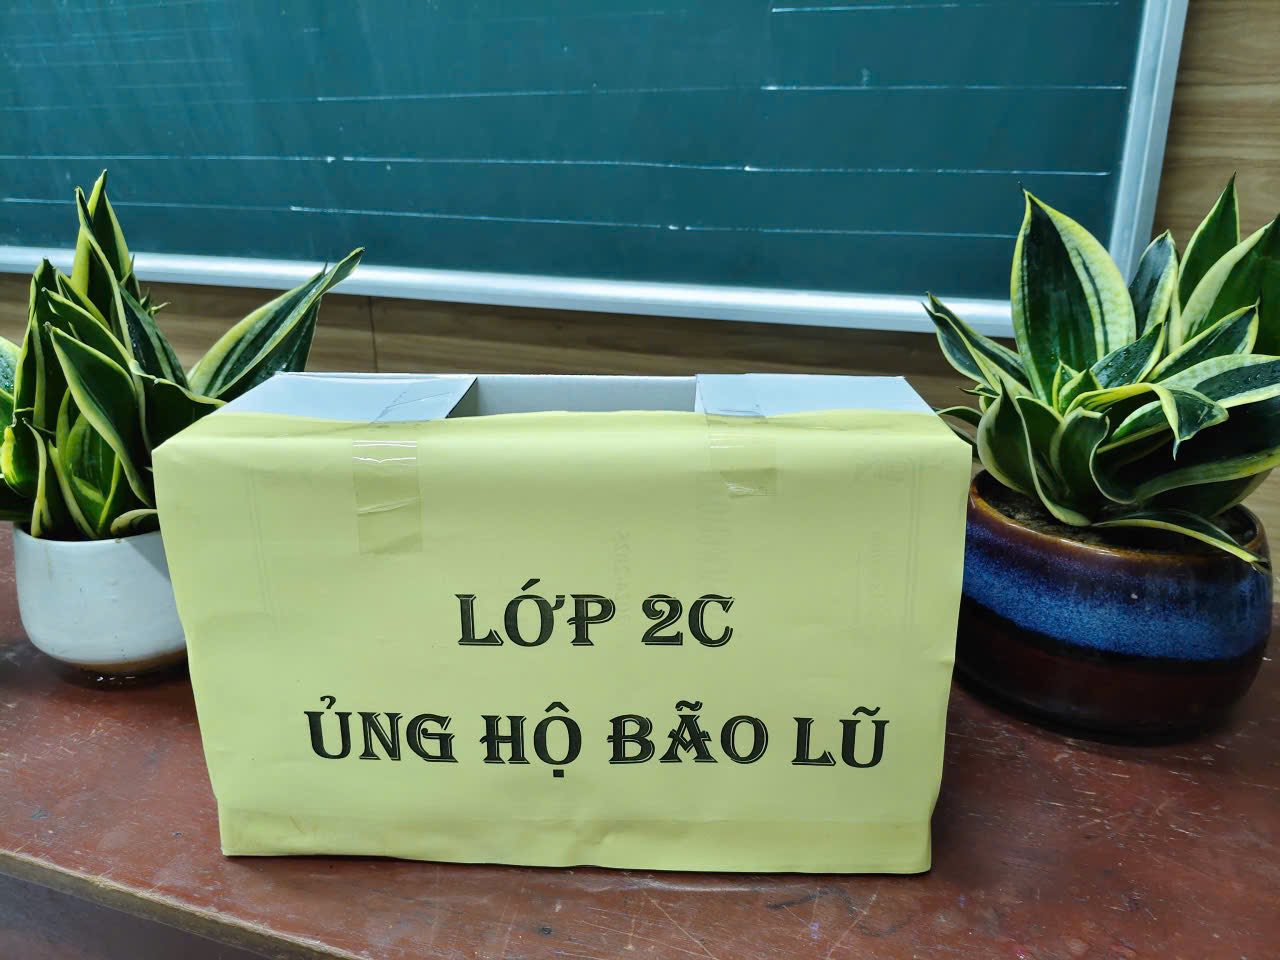 LỚP 2C
ỦNG HỘ BÃO LŨ